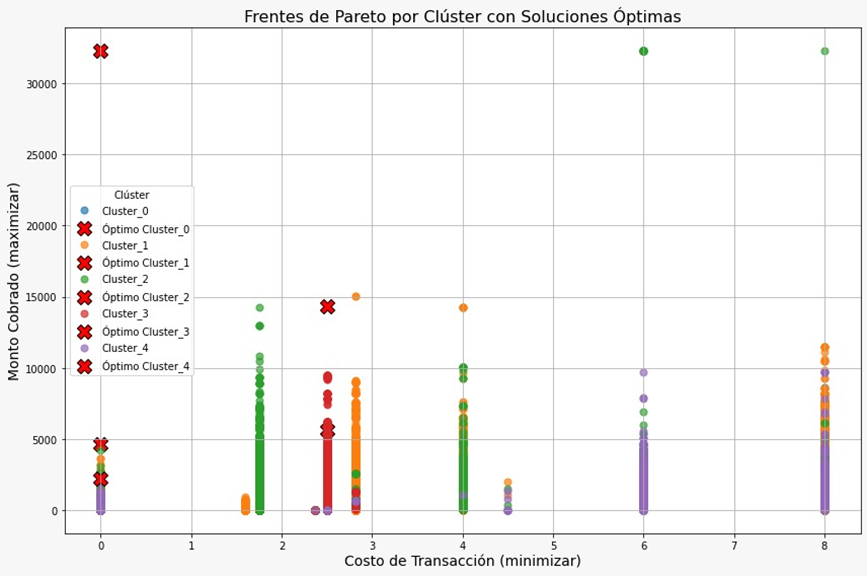 Frentes de Pareto por Clúster con Soluciones Óptimas
Monto Cobrado (maximizar)
30000
25000
20000
15000
10000
5000
0
Clúster
Cluster_0
Óptimo Cluster_0
Cluster_1
Óptimo Cluster_1
Cluster_2
Óptimo Cluster_2
Cluster_3
Óptimo Cluster_3
Cluster_4
Óptimo Cluster_4
0 1 2 3 4 5 6 7 8
Costo de Transacción (minimizar)